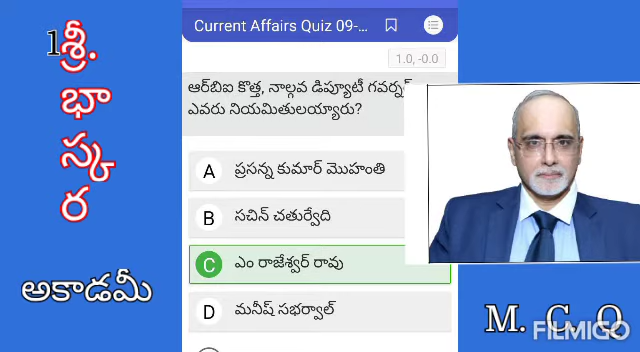 Current Affairs Quiz 09-...
1.0, -0.0
1
శ్రీ.
భా
స్క
ర
అకాడమీ
ఆర్‌బిఐ కొత్త, నాల్గవ డిప్యూటీ గవర్నర్
ఎవరు నియమితులయ్యారు?
A ప్రసన్న కుమార్ మొహంతి
B సచిన్ చతుర్వేది
C ఎం రాజేశ్వర్ రావు
D మనీష్ సభర్వాల్
M. C. Q
FILMIGO